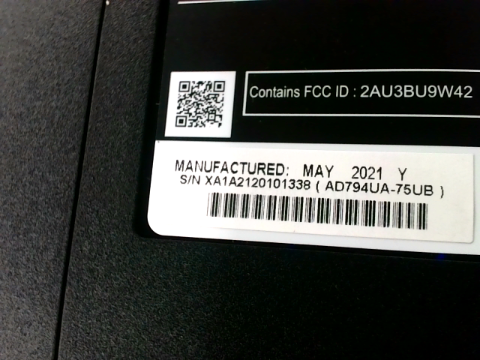 Contains FCC ID : 2AU3BU9W42
MANUFACTURED: MAY 2021 Y
S/N XA1A2120101338 ( AD794UA-75UB )